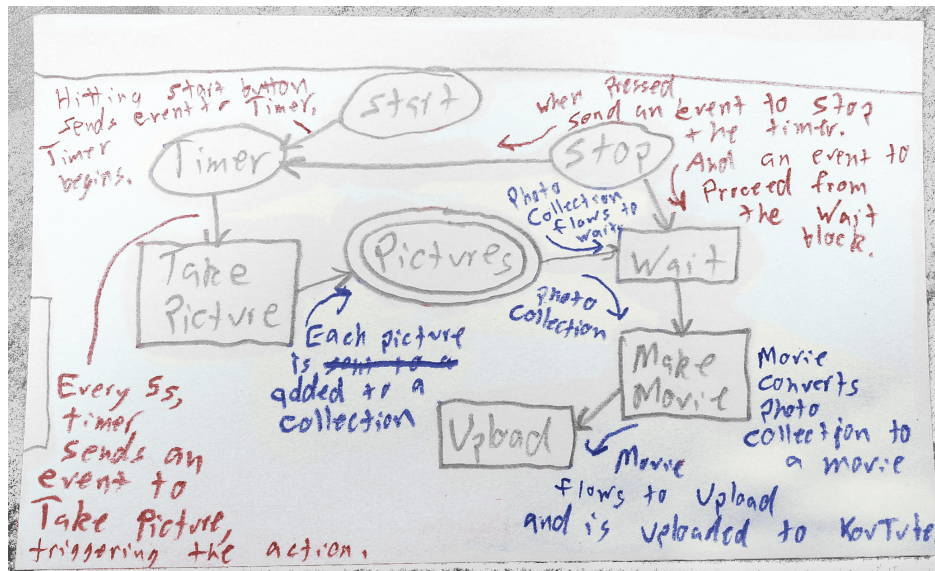 Hitting start button
sends event to Timer.
Timer
begins.
Start
Timer
when pressed
send an event to stop
the timer.
And an event to
Proceed from
the Wait
block.
Stop
Photo
Collection
flows to
wait
Pictures
Wait
Take
Picture
Photo
Collection
Each picture
is sent to a
added to a
collection
Make
Movie
Movie
converts
photo
collection to
a movie
Upload
Movie
flows to Upload
and is uploaded to
Every 5s,
timer
sends an
event to
Take Picture,
triggering the action.